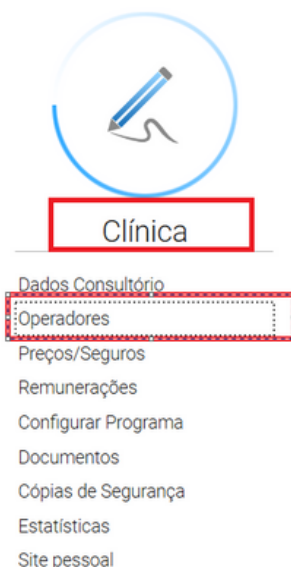 Clínica
Dados Consultório
Operadores
Preços/Seguros
Remunerações
Configurar Programa
Documentos
Cópias de Segurança
Estatísticas
Site pessoal